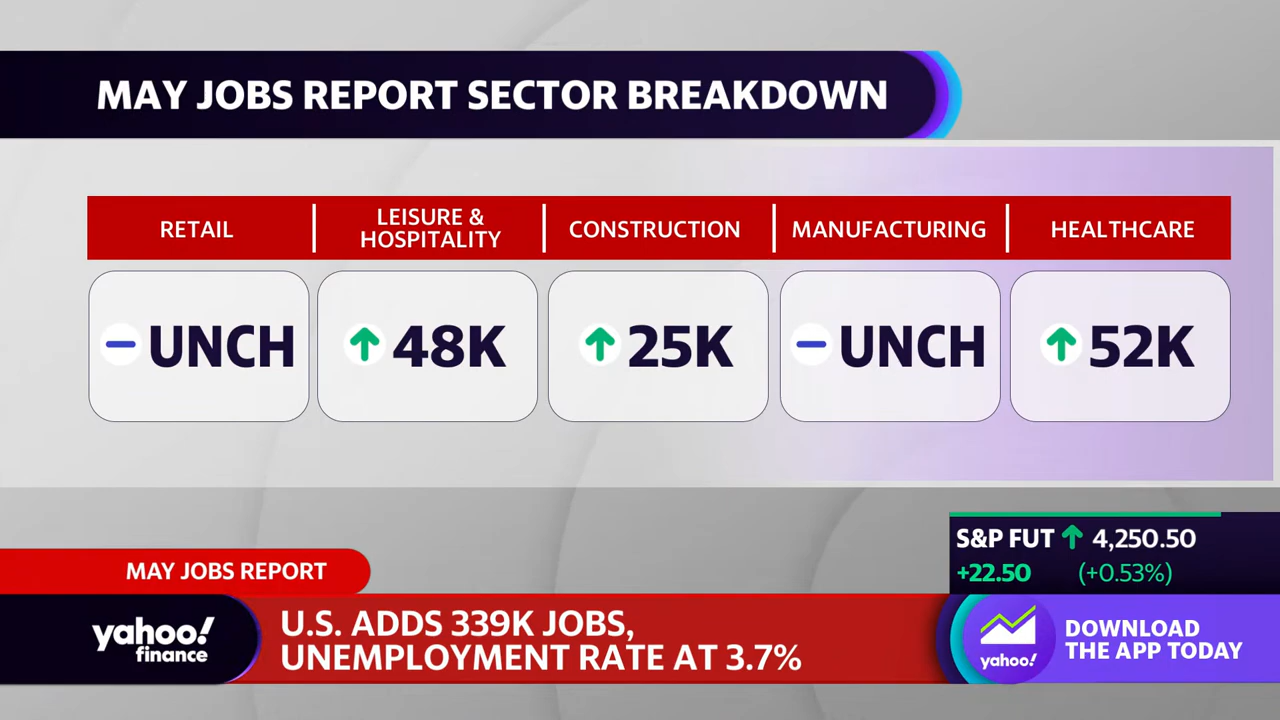 MAY JOBS REPORT SECTOR BREAKDOWN
RETAIL
LEISURE &
HOSPITALITY
CONSTRUCTION
MANUFACTURING
HEALTHCARE
UNCH
48K
25K
UNCH
52K
S&P FUT 4,250.50
+22.50 (+0.53%)
MAY JOBS REPORT
yahoo!
finance
U.S. ADDS 339K JOBS,
UNEMPLOYMENT RATE AT 3.7%
yahoo!
DOWNLOAD
THE APP TODAY